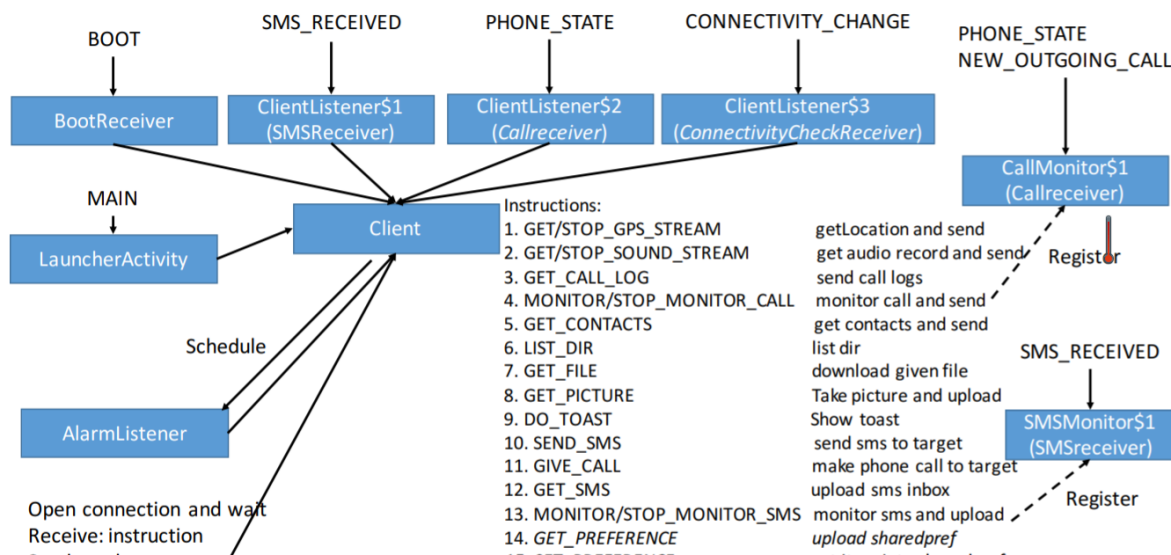 BOOT
SMS_RECEIVED
PHONE_STATE
CONNECTIVITY_CHANGE
PHONE_STATE
NEW_OUTGOING_CALL
BootReceiver
ClientListener$1
(SMSReceiver)
ClientListener$2
(Callreceiver)
ClientListener$3
(ConnectivityCheckReceiver)
CallMonitor$1
(Callreceiver)
Register
MAIN
LauncherActivity
Client
Schedule
AlarmListener
Instructions:
1. GET/STOP_GPS_STREAM getLocation and send
2. GET/STOP_SOUND_STREAM get audio record and send
3. GET_CALL_LOG send call logs
4. MONITOR/STOP_MONITOR_CALL monitor call and send
5. GET_CONTACTS get contacts and send
6. LIST_DIR list dir
7. GET_FILE download given file
8. GET_PICTURE Take picture and upload
9. DO_TOAST Show toast
10. SEND_SMS send sms to target
11. GIVE_CALL make phone call to target
12. GET_SMS upload sms inbox
13. MONITOR/STOP_MONITOR_SMS monitor sms and upload
14. GET_PREFERENCE upload sharedpref
SMS_RECEIVED
SMSMonitor$1
(SMSreceiver)
Register
Open connection and wait
Receive: instruction